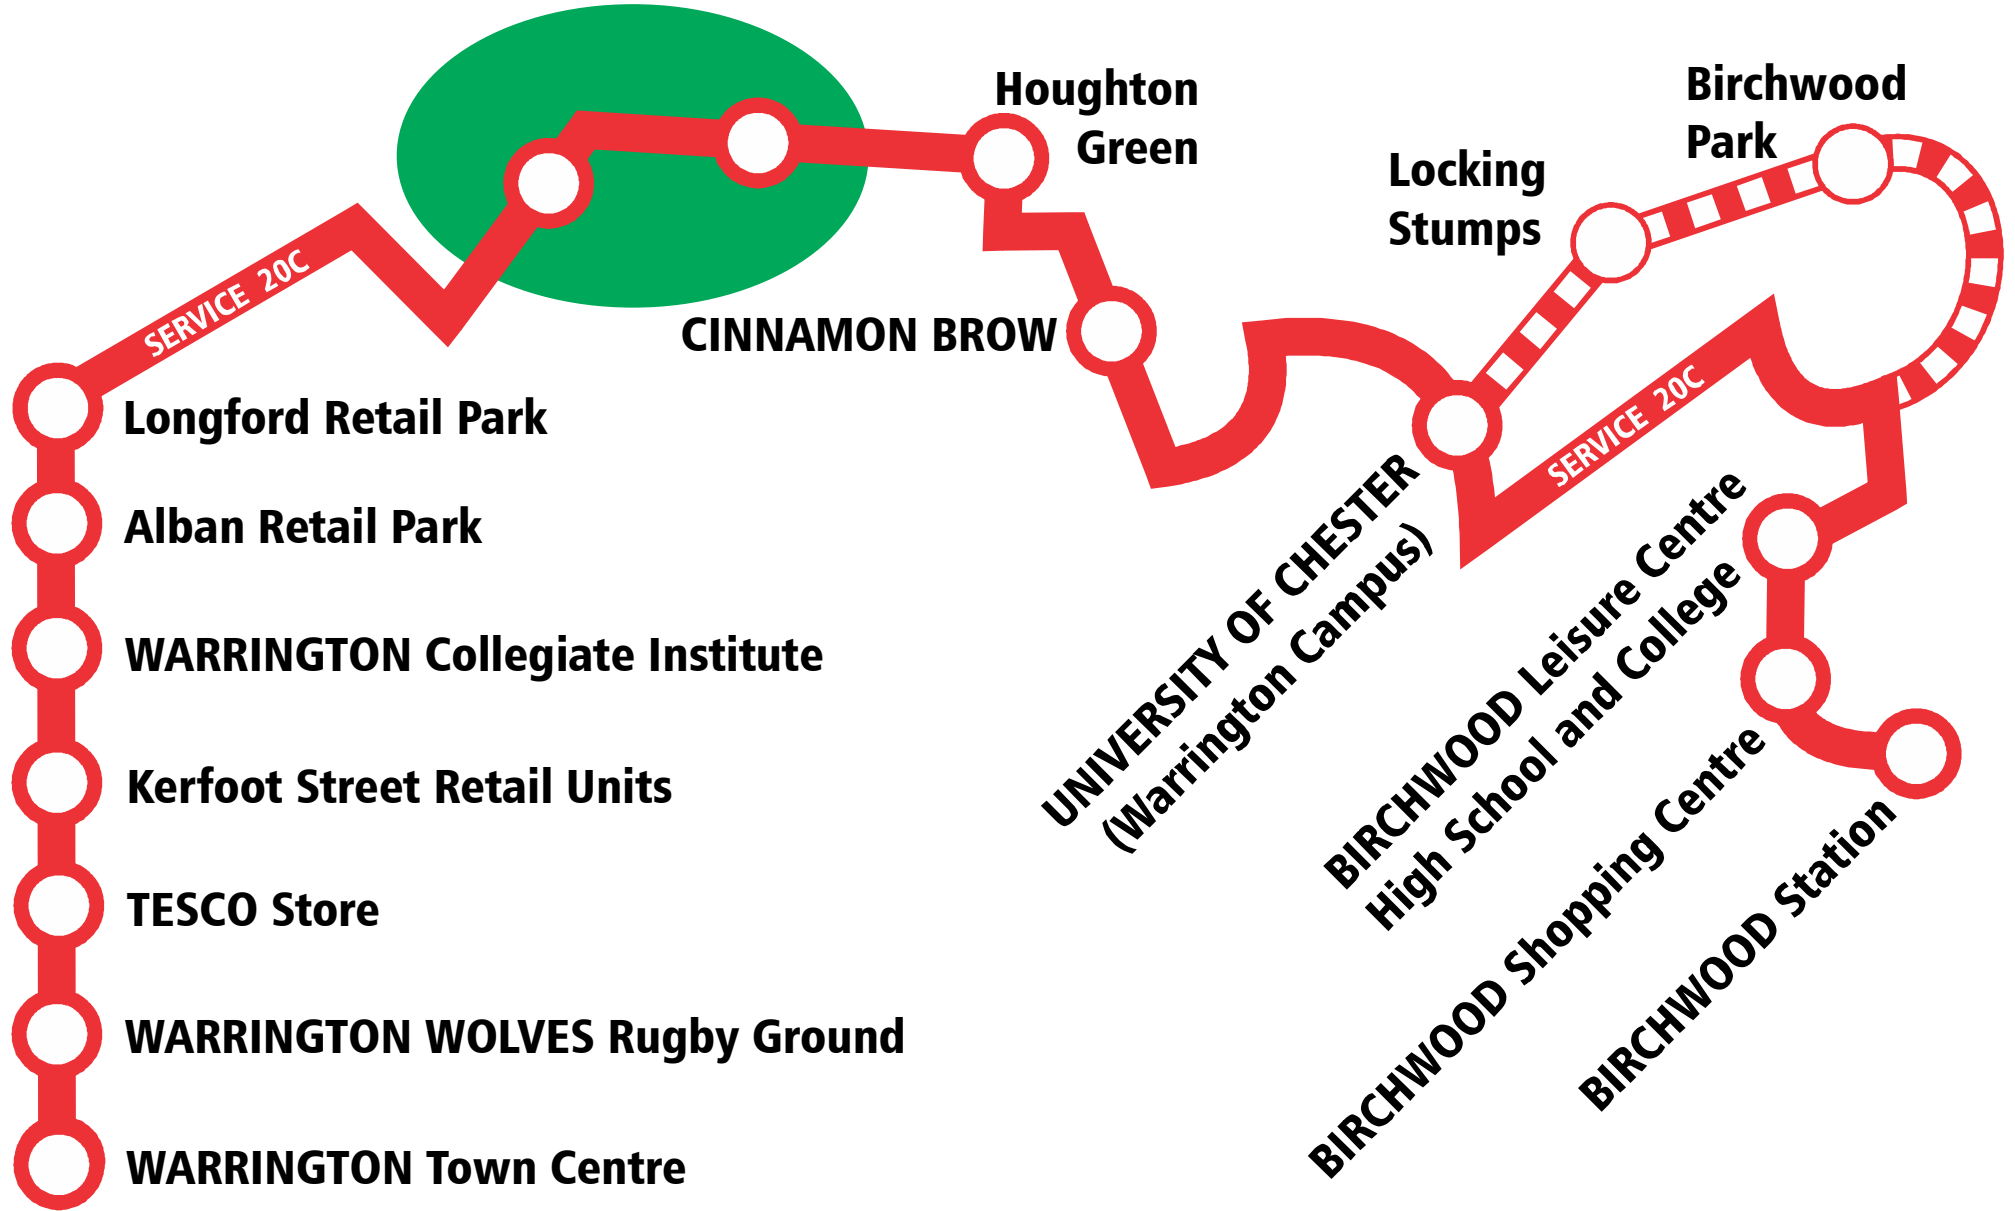 Houghton
Green
Birchwood
Park
Locking
Stumps
SERVICE 20C
CINNAMON BROW
Longford Retail Park
SERVICE 20C
Alban Retail Park
WARRINGTON Collegiate Institute
Kerfoot Street Retail Units
TESCO Store
WARRINGTON WOLVES Rugby Ground
WARRINGTON Town Centre
UNIVERSITY OF CHESTER
(Warrington Campus)
BIRCHWOOD Leisure Centre
High School and College
BIRCHWOOD Shopping Centre
BIRCHWOOD Station